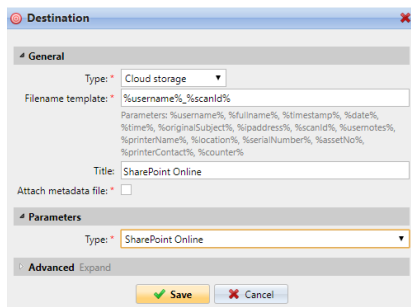 Destination
General
Type: * Cloud storage
Filename template: * %username%_%scanId%
Parameters: %username%, %fullname%, %timestamp%, %date%,
%time%, %originalSubject%, %ipaddress%, %scanId%, %usernotes%,
%printerName%, %location%, %serialNumber%, %assetNo%,
%printerContact%, %counter%
Title: SharePoint Online
Attach metadata file: *
Parameters
Type: * SharePoint Online
Advanced Expand
Save Cancel